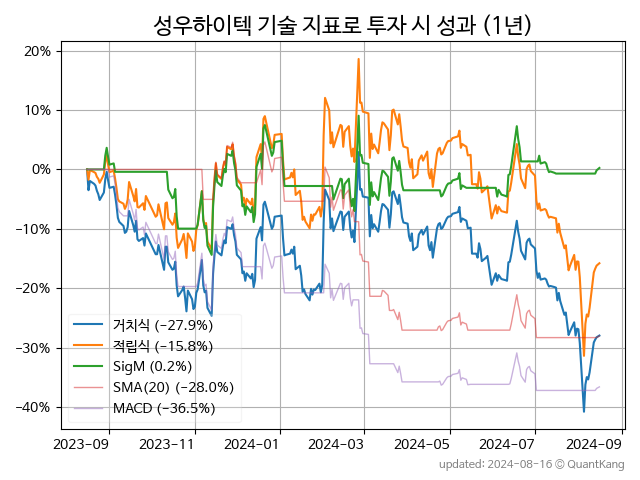 성우하이텍 기술 지표로 투자 시 성과 (1년)
20%
10%
0%
−10%
−20%
−30%
−40%
거치식 (−27.9%)
적립식 (−15.8%)
SigM (0.2%)
SMA(20) (−28.0%)
MACD (−36.5%)
2023-09 2023-11 2024-01 2024-03 2024-05 2024-07 2024-09
updated: 2024-08-16 © QuantKang